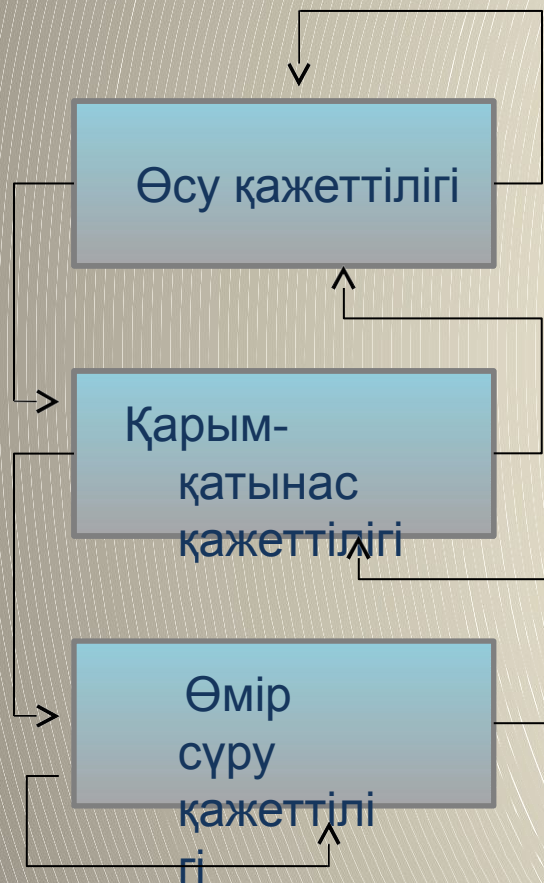 Өсу қажеттілігі
Қарым-
қатынас
қажеттілігі
Өмір
сүру
қажеттілі
гі